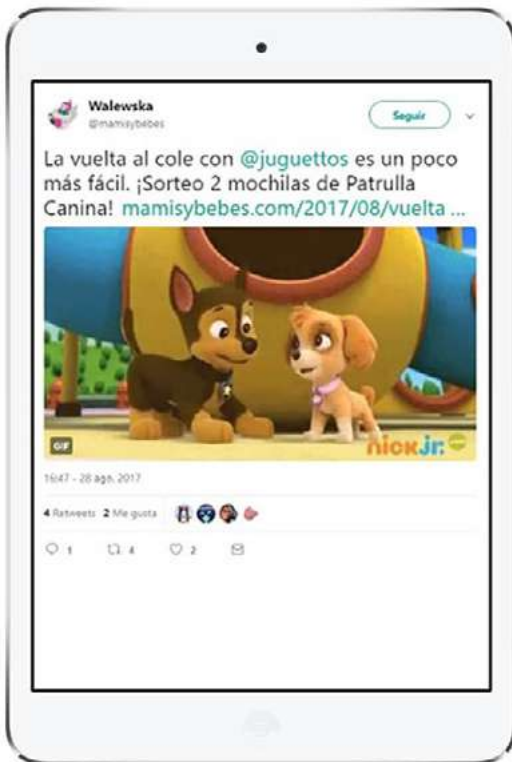 Walewska
@mamisybebes
Seguir
La vuelta al cole con @juguettos es un poco
más fácil. ¡Sorteo 2 mochilas de Patrulla
Canina! mamisybebes.com/2017/08/vuelta ...
GIF
nick jr.
16:47 - 28 ago. 2017
4 Retweets 2 Me gusta
1 4 2